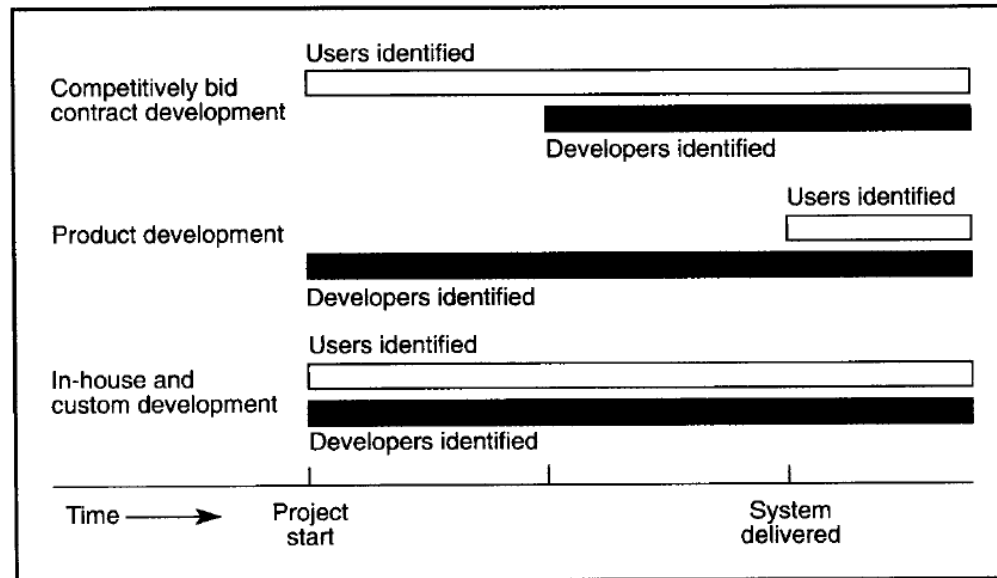 Users identified
Competitively bid
contract development
Developers identified
Users identified
Product development
Developers identified
Users identified
In-house and
custom development
Developers identified
Time
Project
start
System
delivered